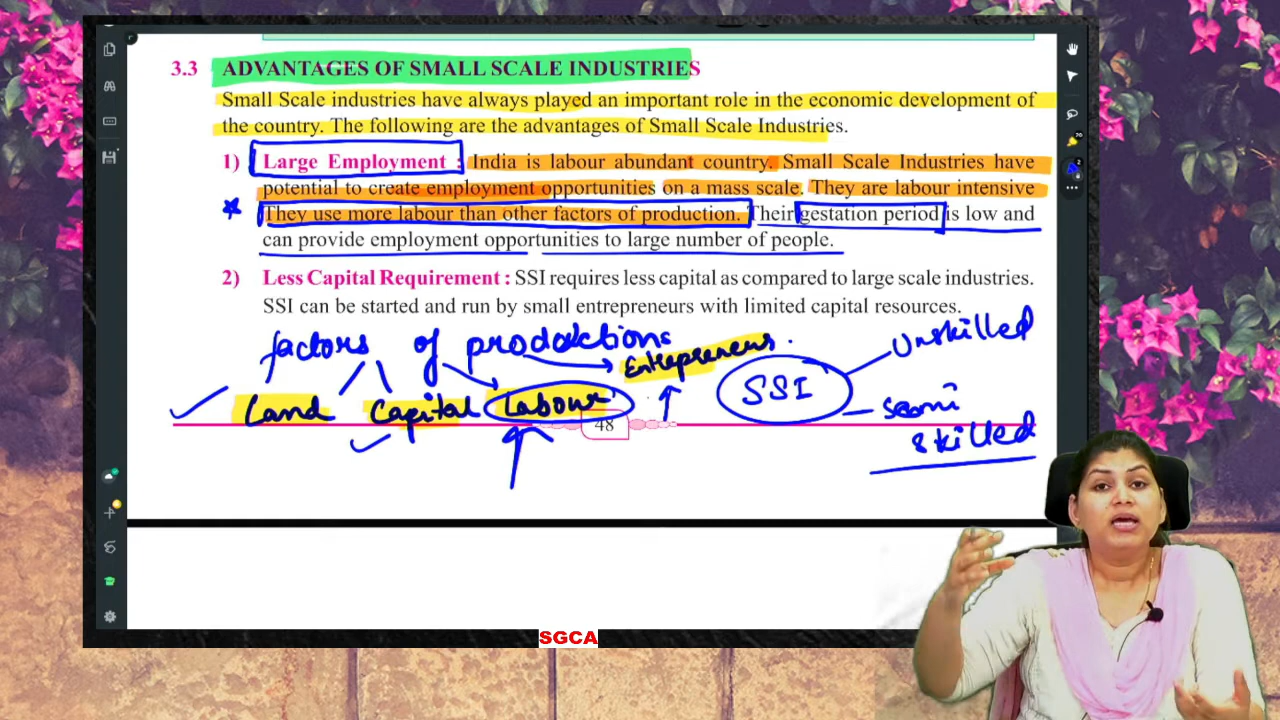 3.3 ADVANTAGES OF SMALL SCALE INDUSTRIES
Small Scale industries have always played an important role in the economic development of
the country. The following are the advantages of Small Scale Industries.
1) Large Employment : India is labour abundant country. Small Scale Industries have
potential to create employment opportunities on a mass scale. They are labour intensive
They use more labour than other factors of production. Their gestation period is low and
can provide employment opportunities to large number of people.
2) Less Capital Requirement : SSI requires less capital as compared to large scale industries.
SSI can be started and run by small entrepreneurs with limited capital resources.
factors of prodctions
Entrepreneurs.
Land Capital Labour
SSI
Unskilled
semi
skilled
48
SGCA